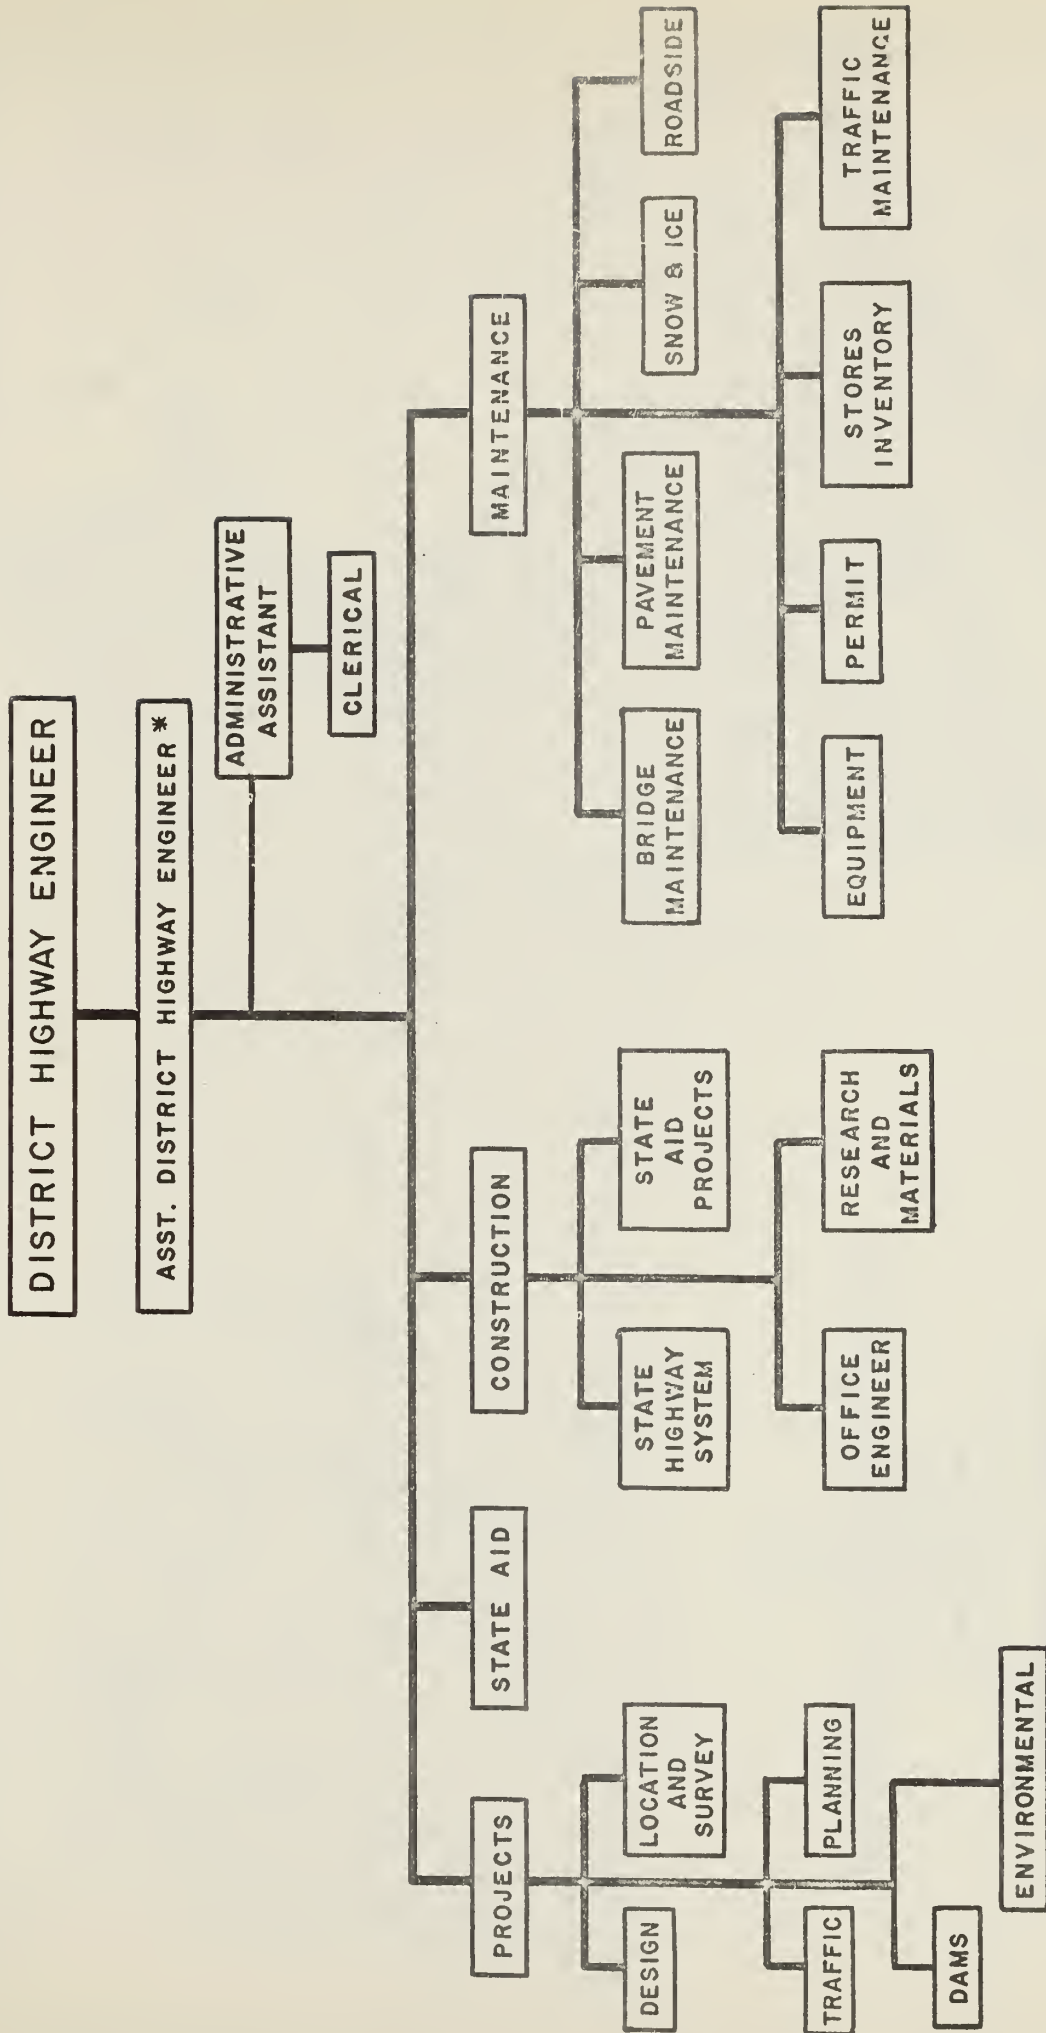 DISTRICT HIGHWAY ENGINEER
ASST. DISTRICT HIGHWAY ENGINEER *
ADMINISTRATIVE
ASSISTANT
CLERICAL
PROJECTS
STATE AID
CONSTRUCTION
MAINTENANCE
DESIGN
LOCATION
AND
SURVEY
TRAFFIC
PLANNING
DAMS
ENVIRONMENTAL
STATE
HIGHWAY
SYSTEM
STATE
AID
PROJECTS
OFFICE
ENGINEER
RESEARCH
AND
MATERIALS
BRIDGE
MAINTENANCE
PAVEMENT
MAINTENANCE
SNOW & ICE
ROADSIDE
EQUIPMENT
PERMIT
STORES
INVENTORY
TRAFFIC
MAINTENANCE